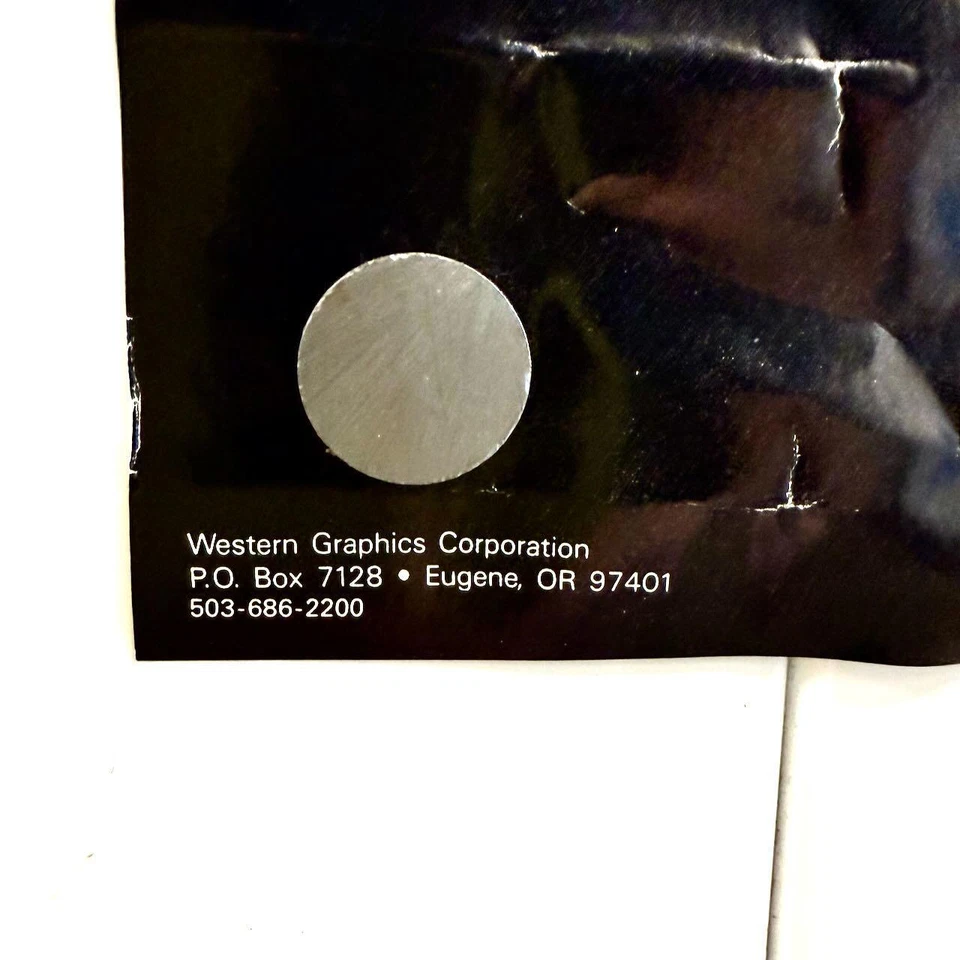 Western Graphics Corporation
P.O. Box 7128 • Eugene, OR 97401
503-686-2200